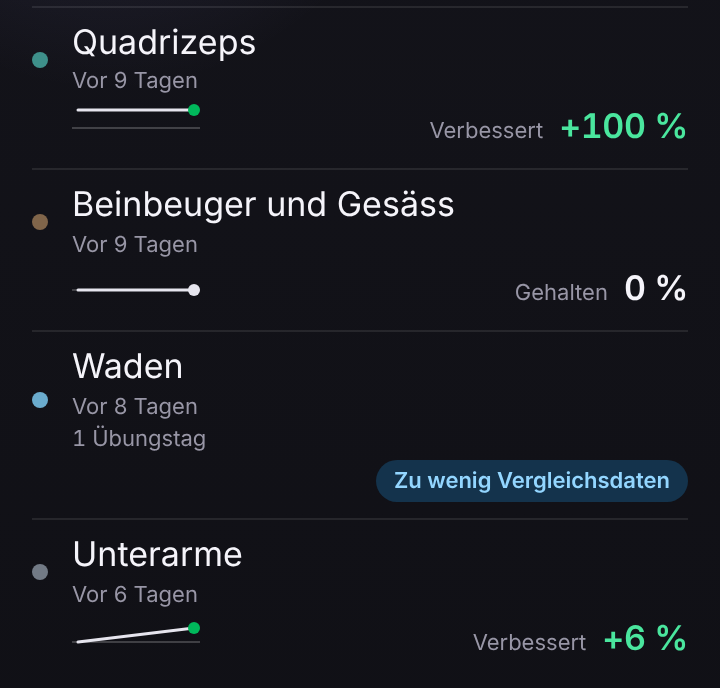 Quadrizeps
Vor 9 Tagen
Verbessert +100 %
Beinbeuger und Gesäss
Vor 9 Tagen
Gehalten 0 %
Waden
Vor 8 Tagen
1 Übungstag
Zu wenig Vergleichsdaten
Unterarme
Vor 6 Tagen
Verbessert +6 %